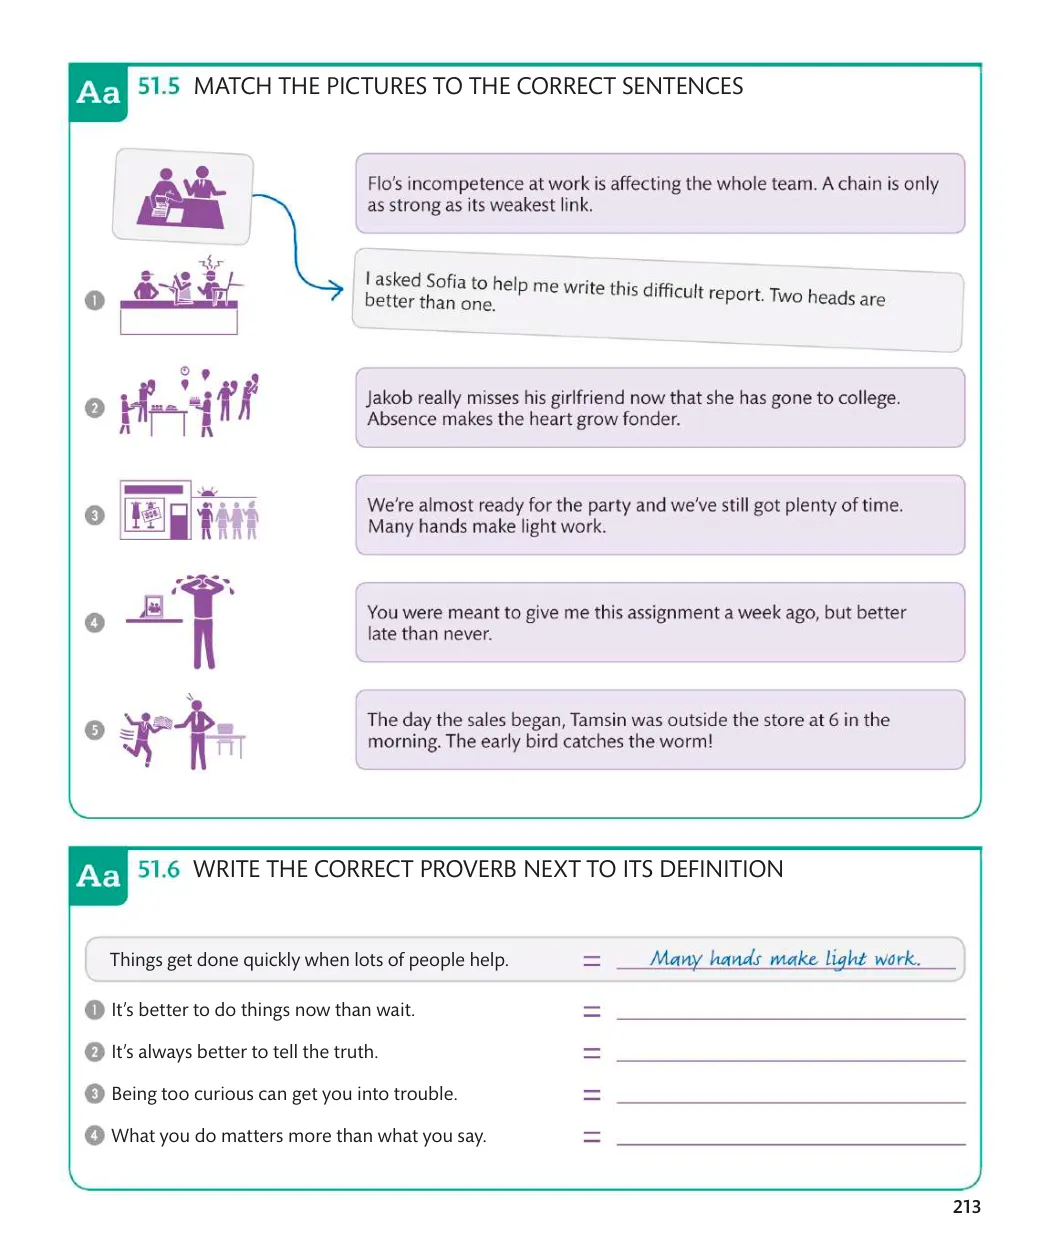 Aa 51.5 MATCH THE PICTURES TO THE CORRECT SENTENCES
Flo's incompetence at work is affecting the whole team. A chain is only
as strong as its weakest link.
1
I asked Sofia to help me write this difficult report. Two heads are
better than one.
2
Jakob really misses his girlfriend now that she has gone to college.
Absence makes the heart grow fonder.
3
We're almost ready for the party and we've still got plenty of time.
Many hands make light work.
4
You were meant to give me this assignment a week ago, but better
late than never.
5
The day the sales began, Tamsin was outside the store at 6 in the
morning. The early bird catches the worm!
Aa 51.6 WRITE THE CORRECT PROVERB NEXT TO ITS DEFINITION
Things get done quickly when lots of people help. = Many hands make light work.
1 It's better to do things now than wait. =
2 It's always better to tell the truth. =
3 Being too curious can get you into trouble. =
4 What you do matters more than what you say. =
213